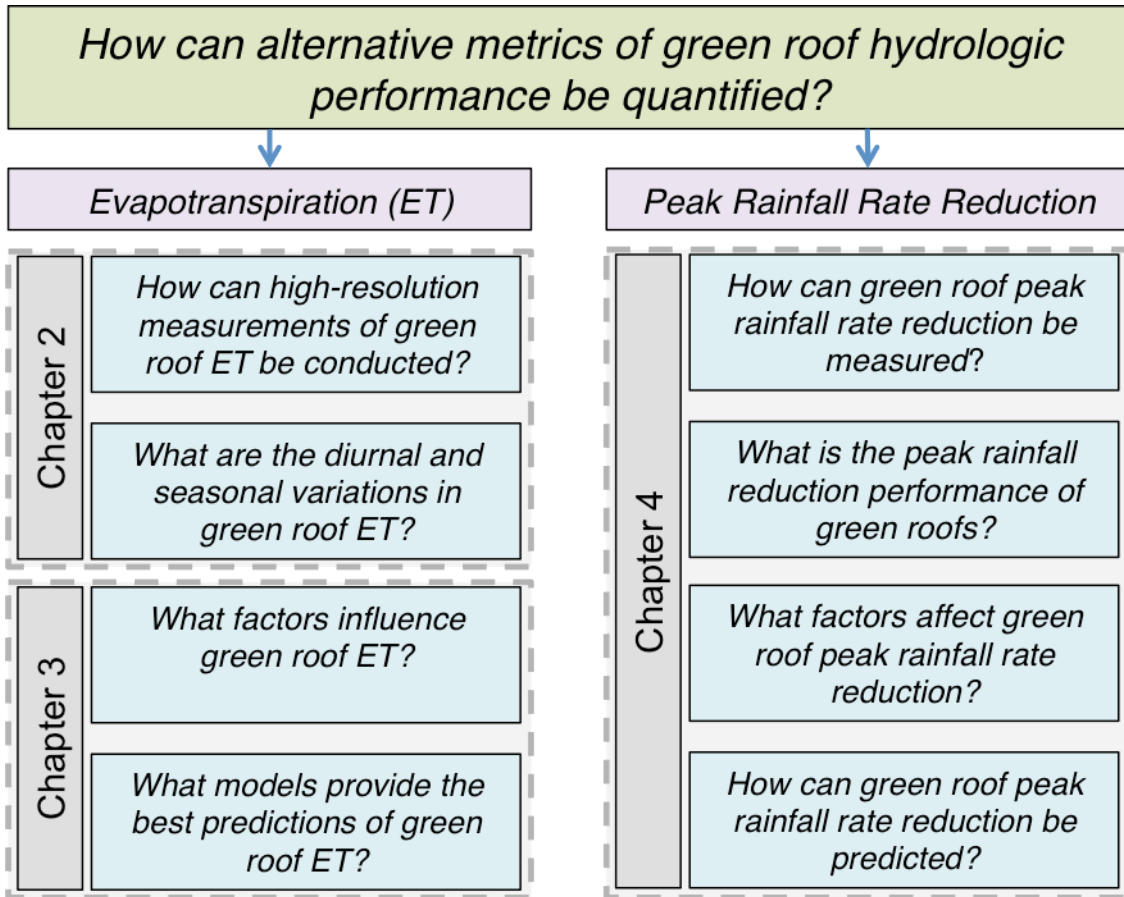 How can alternative metrics of green roof hydrologic
performance be quantified?
Evapotranspiration (ET)
Chapter 2
How can high-resolution
measurements of green
roof ET be conducted?
What are the diurnal and
seasonal variations in
green roof ET?
Chapter 3
What factors influence
green roof ET?
What models provide the
best predictions of green
roof ET?
Peak Rainfall Rate Reduction
Chapter 4
How can green roof peak
rainfall rate reduction be
measured?
What is the peak rainfall
reduction performance of
green roofs?
What factors affect green
roof peak rainfall rate
reduction?
How can green roof peak
rainfall rate reduction be
predicted?